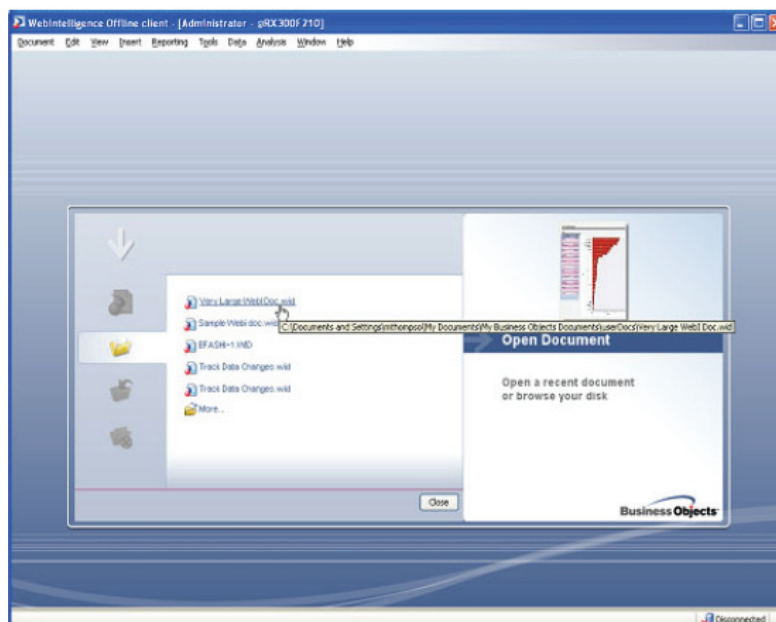 WebIntelligence Offline client - [Administrator - gRX300F210]
Document Edit View Insert Reporting Tools Data Analysis Window Help
Very Large WebI Doc.wid
Sample Webi doc.wid
C:\Documents and Settings\mthompsol\My Documents\My Business Objects Documents\userDocs\Very Large WebI Doc.wid
EFASH~1.WID
Open Document
Track Data Changes.wid
Open a recent document
Track Data Changes.wid
or browse your disk
More...
Close
Business Objects
Disconnected